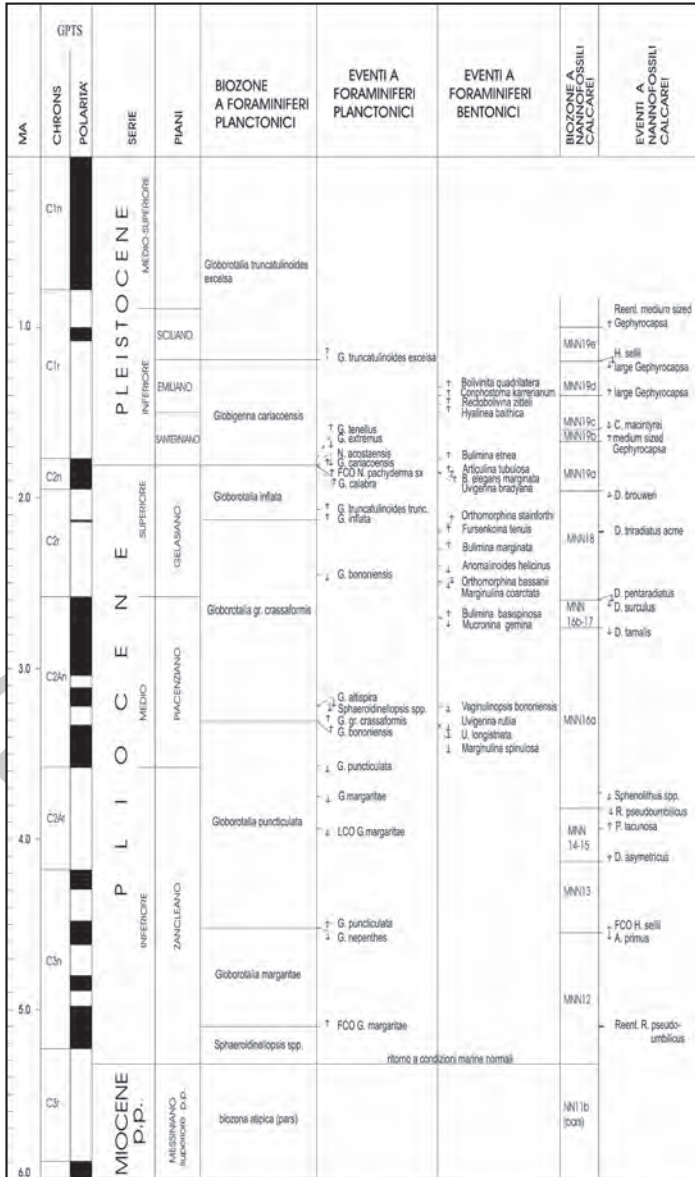 GPTS
MA
CHRONS
POLARITA'
SERIE
PIANI
BIOZONE
A FORAMINIFERI
PLANCTONICI
EVENTI A
FORAMINIFERI
PLANCTONICI
EVENTI A
FORAMINIFERI
BENTONICI
BIOZONE A
NANNOFOSSILI
CALCAREI
EVENTI A
NANNOFOSSILI
CALCAREI
1.0
2.0
3.0
4.0
5.0
6.0
C1n
C1r
C2n
C2r
C2An
C2Ar
C3n
C3r
PLEISTOCENE
MEDIO-SUPERIORE
INFERIORE
PLIOCENE
SUPERIORE
MEDIO
INFERIORE
MIOCENE
p.p.
SICILIANO
EMILIANO
SANTERNIANO
GELASIANO
PIACENZIANO
ZANCLEANO
MESSINIANO
superiore p.p.
Globorotalia truncatulinoides
excelsa
Globigerina cariacoensis
Globorotalia inflata
Globorotalia gr. crassaformis
Globorotalia puncticulata
Globorotalia margaritae
Sphaeroidinellopsis spp.
biozona atipica (pars)
G. truncatulinoides excelsa
G. tenellus
G. extremus
N. acostaensis
G. cariacoensis
FCO N. pachyderma sx
G. calabra
G. truncatulinoides trunc.
G. inflata
G. bononiensis
G. altispira
Sphaeroidinellopsis spp.
G. gr. crassaformis
G. bononiensis
G. puncticulata
G.margaritae
LCO G.margaritae
G. puncticulata
G. nepenthes
FCO G. margaritae
ritorno a condizioni marine normali
Bolivinita quadrilatera
Coriphostoma karrerianum
Rectobolivina zitteli
Hyalinea balthica
Bulimina etnea
Articulina tubulosa
B. elegans marginata
Uvigerina bradyana
Orthomorphina stainforthi
Fursenkoina tenuis
Bulimina marginata
Anomalinoides helicinus
Orthomorphina bassanii
Marginulina coarctata
Bulimina basispinosa
Mucronina gemina
Vaginulinopsis bononiensis
Uvigerina rutila
U. longistriata
Marginulina spinulosa
MNN19e
MNN19d
MNN19c
MNN19b
MNN19a
MNN18
MNN
16b-17
MNN16a
MNN
14-15
MNN13
MNN12
NN11b
(pars)
Reent. medium sized
Gephyrocapsa
H. sellii
large Gephyrocapsa
large Gephyrocapsa
C. macintyrei
medium sized
Gephyrocapsa
D. brouweri
D. triradiatus acme
D. pentaradiatus
D. surculus
D. tamalis
Sphenolithus spp.
R. pseudoumbilicus
P. lacunosa
D. asymetricus
FCO H. sellii
A. primus
Reent. R. pseudo-
umbilicus